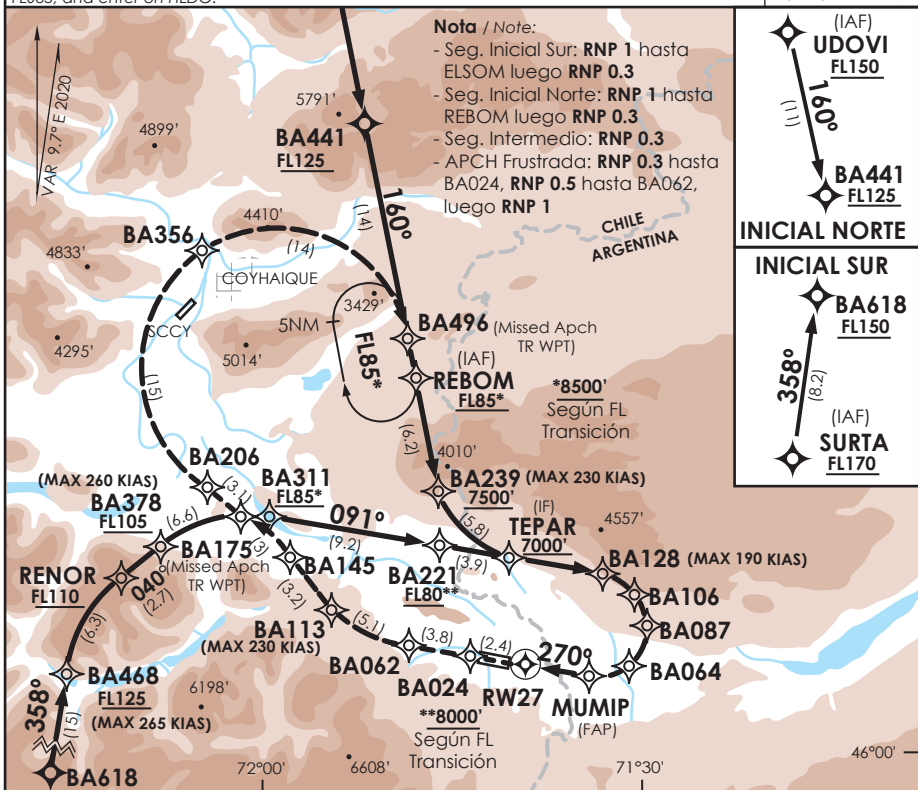 Nota / Note:
- Seg. Inicial Sur: RNP 1 hasta
ELSOM luego RNP 0.3
- Seg. Inicial Norte: RNP 1 hasta
REBOM luego RNP 0.3
- Seg. Intermedio: RNP 0.3
- APCH Frustrada: RNP 0.3 hasta
BA024, RNP 0.5 hasta BA062,
luego RNP 1
(IAF)
UDOVI
FL150
160°
(11)
BA441
FL125
INICIAL NORTE
INICIAL SUR
BA618
FL150
358°
(8.2)
(IAF)
SURTA
FL170
VAR 9.7° E 2020
4899'
5791'
BA441
FL125
160°
(14)
4410'
(14)
BA356
4833'
COYHAIQUE
CHILE
ARGENTINA
SCCY
3429'
5NM
FL85*
BA496 (Missed Apch
TR WPT)
4295'
5014'
(IAF)
REBOM
FL85*
*8500'
Según FL
Transición
(15)
(6.2)
4010'
BA206
(MAX 260 KIAS)
BA239 (MAX 230 KIAS)
7500'
BA311
FL85*
(3.1)
BA378
FL105
(6.6)
091°
(9.2)
(5.8)
(IF)
TEPAR
7000'
4557'
BA175
(Missed Apch
TR WPT)
(3)
BA145
BA221
FL80**
(3.9)
BA128 (MAX 190 KIAS)
RENOR
FL110
040°
(2.7)
BA106
(3.2)
BA087
(6.3)
BA113
(MAX 230 KIAS)
(5.1)
BA062
(3.8)
(2.4)
270°
BA064
BA468
FL125
(MAX 265 KIAS)
BA024
RW27
MUMIP
(FAP)
6198'
358°
(15)
**8000'
Según FL
Transición
BA618
72°00'
6608'
71°30'
46°00'